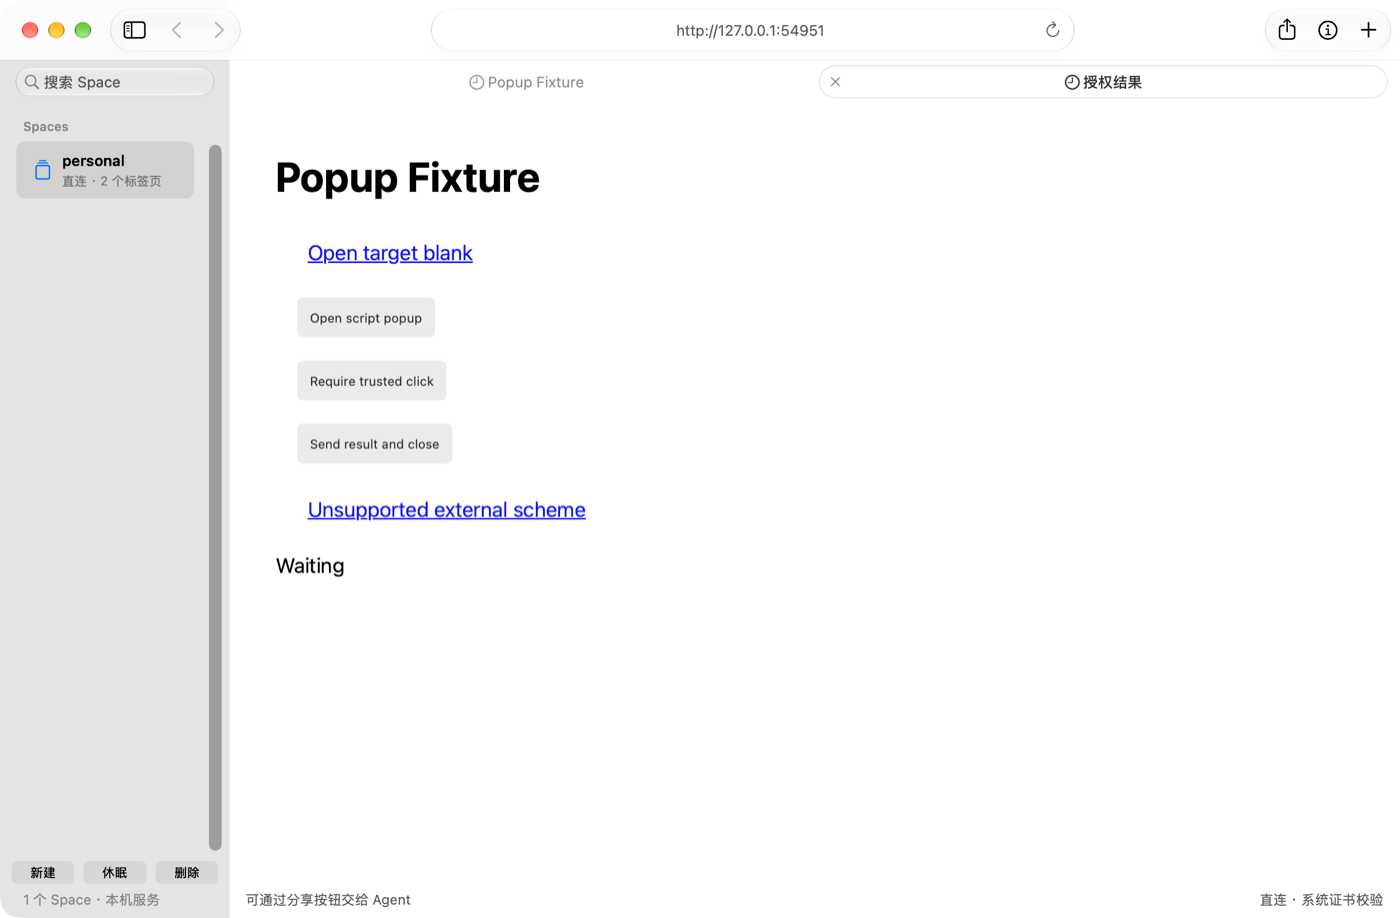 http://127.0.0.1:54951
搜索 Space
Popup Fixture
授权结果
Spaces
personal
直连 · 2 个标签页
Popup Fixture
Open target blank
Open script popup
Require trusted click
Send result and close
Unsupported external scheme
Waiting
新建
休眠
删除
1 个 Space · 本机服务
可通过分享按钮交给 Agent
直连 · 系统证书校验